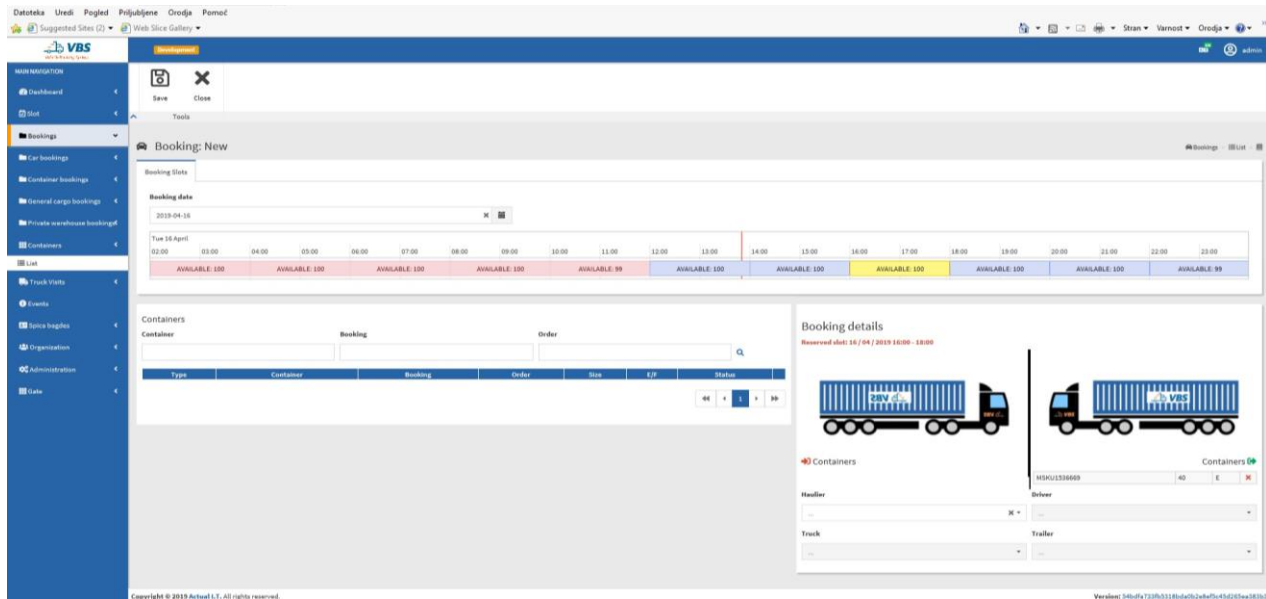 Datoteka Uredi Pogled Priljubljene Orodja Pomoč
Suggested Sites (2) Web Slice Gallery Stran Varnost Orodja
VBS Development admin
MAIN NAVIGATION
Dashboard
Slot
Bookings
Car bookings
Container bookings
General cargo bookings
Private warehouse bookings
Containers
List
Truck Visits
Events
Spica bagdes
Organization
Administration
Gate
Save Close
Tools
Booking: New Bookings List
Booking Slots
Booking date
2019-04-16
Tue 16 April
02:00 03:00 04:00 05:00 06:00 07:00 08:00 09:00 10:00 11:00 12:00 13:00 14:00 15:00 16:00 17:00 18:00 19:00 20:00 21:00 22:00 23:00
AVAILABLE: 100 AVAILABLE: 100 AVAILABLE: 100 AVAILABLE: 100 AVAILABLE: 99 AVAILABLE: 100 AVAILABLE: 100 AVAILABLE: 100 AVAILABLE: 100 AVAILABLE: 100 AVAILABLE: 99
Containers
Container Booking Order
Type Container Booking Order Size E/F Status
1
Booking details
Reserved slot: 16 / 04 / 2019 16:00 - 18:00
VBS VBS
Containers Containers
MSKU1536669 40 E
Haulier Driver
... ...
Truck Trailer
... ...
Copyright © 2019 Actual I.T. All rights reserved. Version: